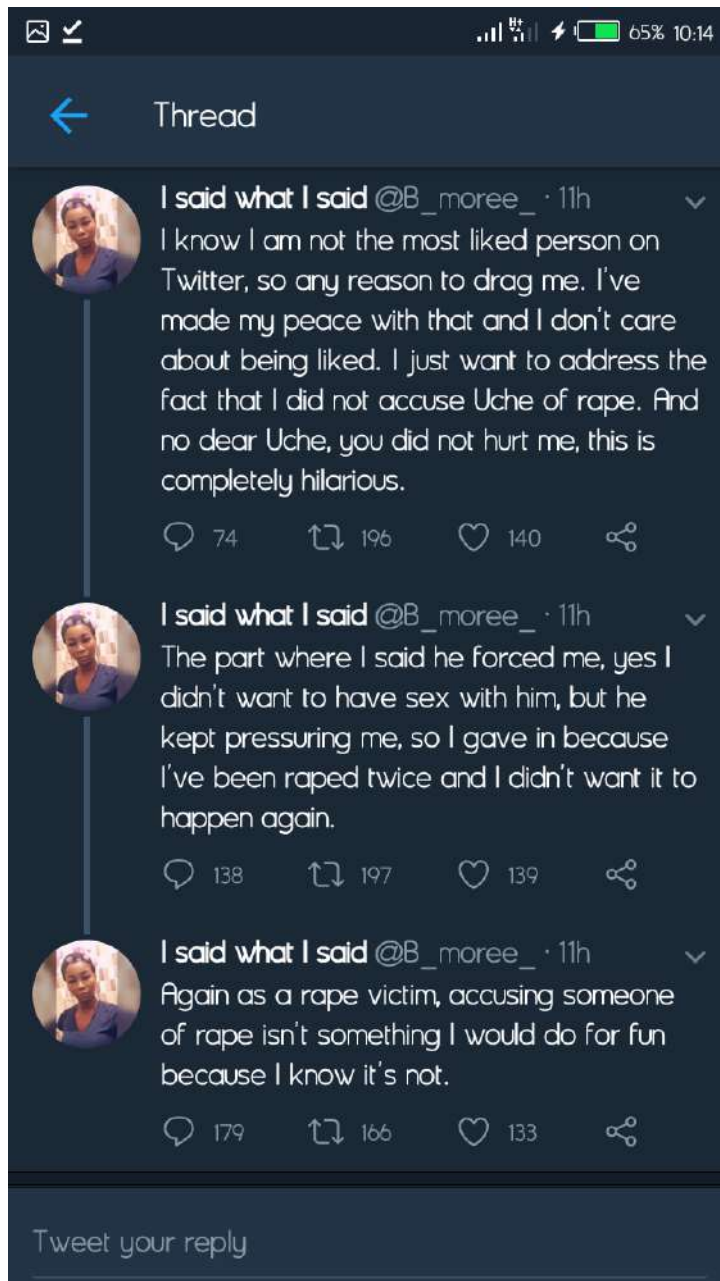 H+
65% 10:14
Thread
I said what I said @B_moree_ · 11h
I know I am not the most liked person on
Twitter, so any reason to drag me. I've
made my peace with that and I don't care
about being liked. I just want to address the
fact that I did not accuse Uche of rape. And
no dear Uche, you did not hurt me, this is
completely hilarious.
74 196 140
I said what I said @B_moree_ · 11h
The part where I said he forced me, yes I
didn't want to have sex with him, but he
kept pressuring me, so I gave in because
I've been raped twice and I didn't want it to
happen again.
138 197 139
I said what I said @B_moree_ · 11h
Again as a rape victim, accusing someone
of rape isn't something I would do for fun
because I know it's not.
179 166 133
Tweet your reply